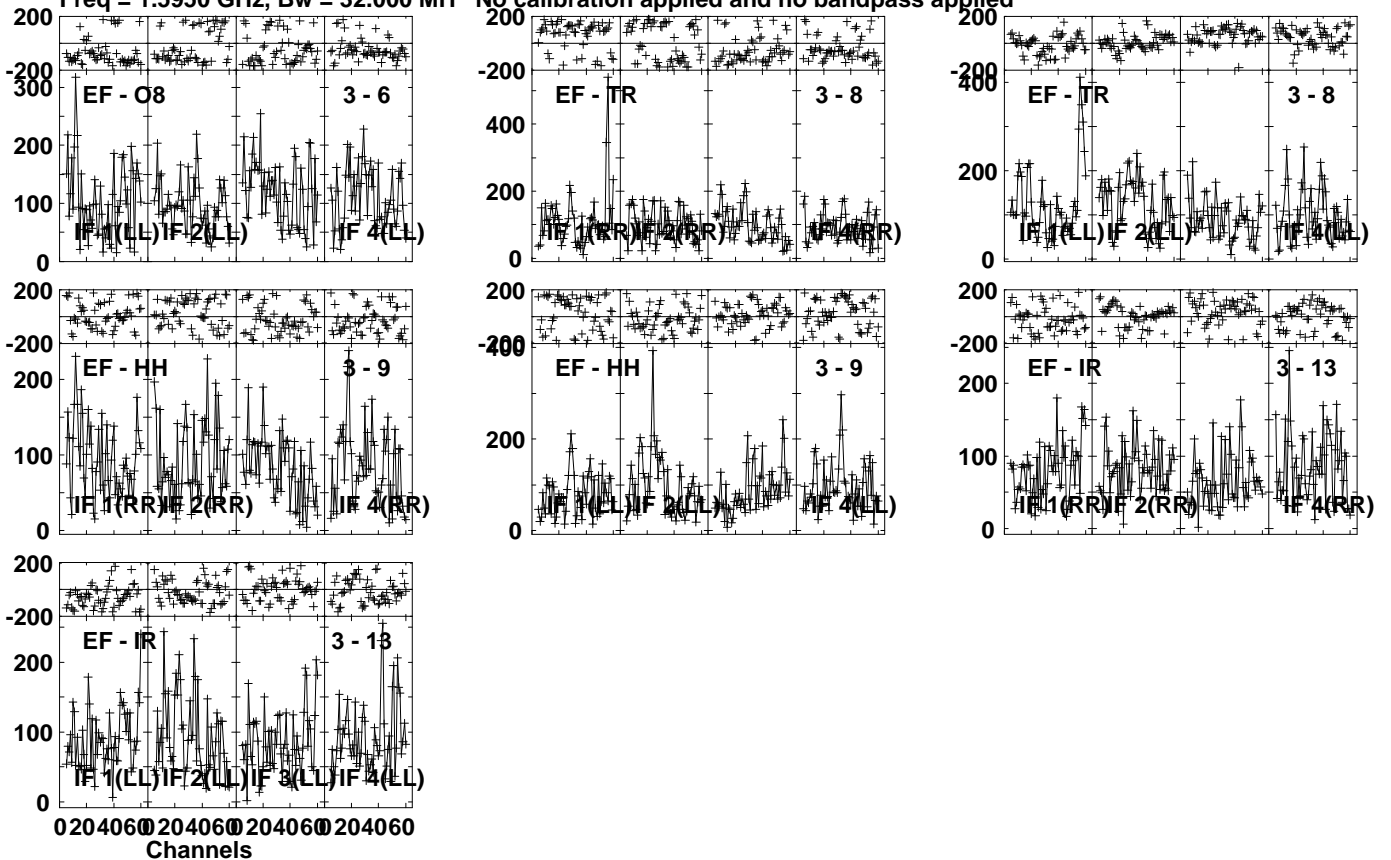 Freq = 1.5950 GHz, Bw = 32.000 MH No calibration applied and no bandpass applied
200
-200
300
200
100
0
EF - O8
3 - 6
IF 1(LL) IF 2(LL) IF 4(LL)
200
-200
400
200
0
EF - TR
3 - 8
IF 1(RR) IF 2(RR) IF 4(RR)
200
-200
400
200
0
EF - TR
3 - 8
IF 1(LL) IF 2(LL) IF 4(LL)
200
-200
200
100
0
EF - HH
3 - 9
IF 1(RR) IF 2(RR) IF 4(RR)
200
-200
400
200
0
EF - HH
3 - 9
IF 1(LL) IF 2(LL) IF 4(LL)
200
-200
200
100
0
EF - IR
3 - 13
IF 1(RR) IF 2(RR) IF 4(RR)
200
-200
200
100
0
EF - IR
3 - 13
IF 1(LL) IF 2(LL) IF 3(LL) IF 4(LL)
0 20 40 60 0 20 40 60 0 20 40 60 0 20 40 60
Channels